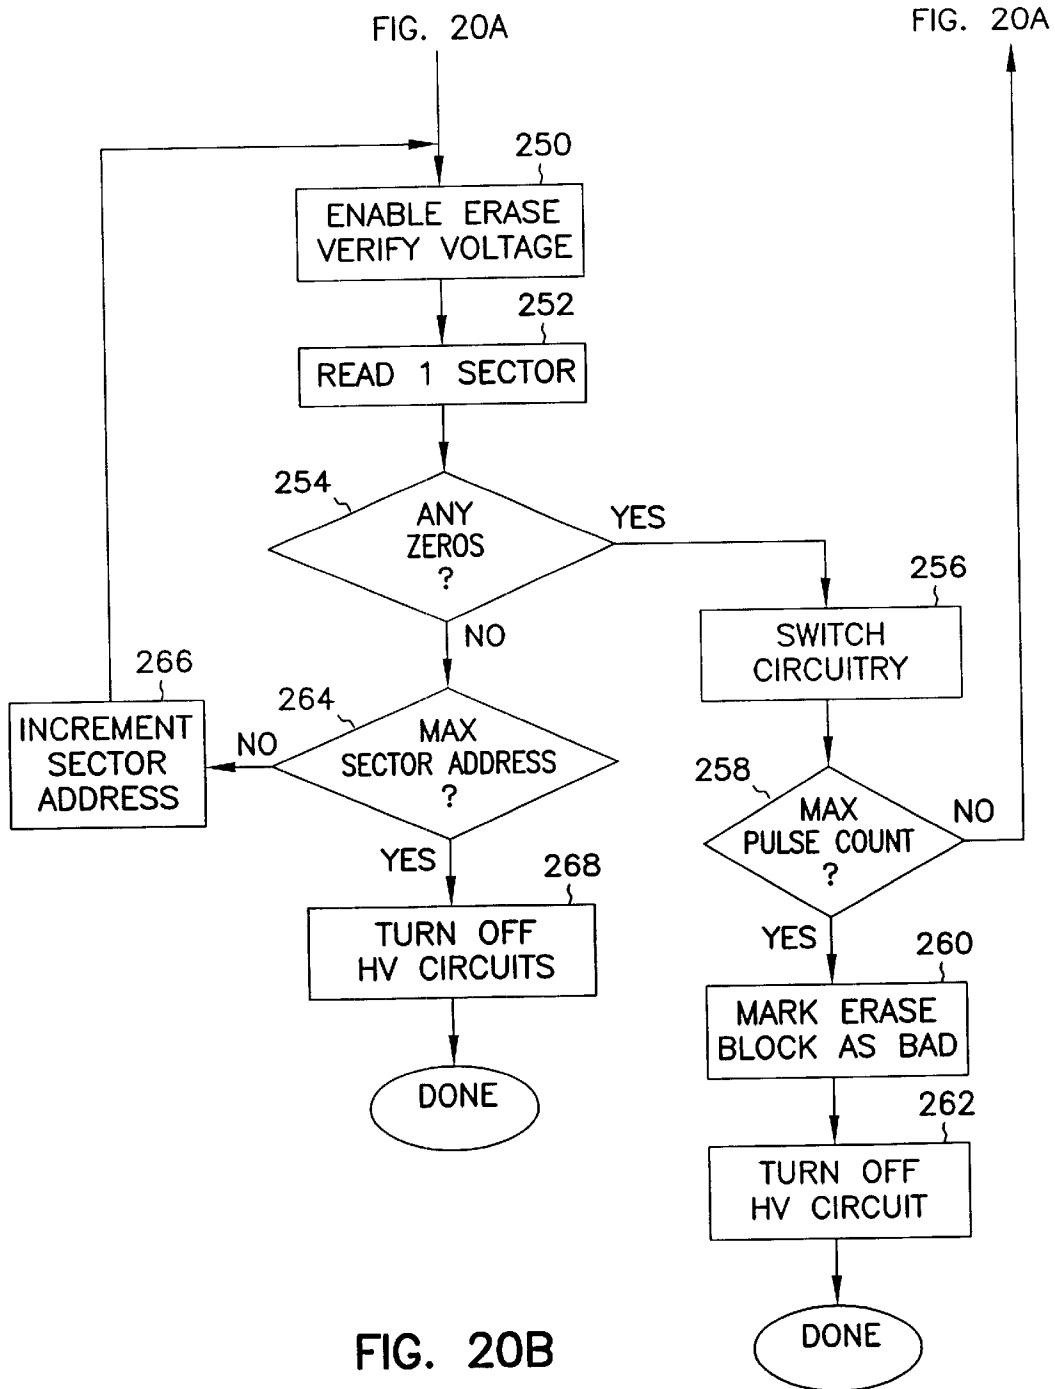 FIG. 20A
FIG. 20A
250
ENABLE ERASE
VERIFY VOLTAGE
252
READ 1 SECTOR
254
ANY
ZEROS
?
YES
NO
256
SWITCH
CIRCUITRY
266
INCREMENT
SECTOR
ADDRESS
NO
264
MAX
SECTOR ADDRESS
?
YES
258
MAX
PULSE COUNT
?
NO
YES
268
TURN OFF
HV CIRCUITS
DONE
260
MARK ERASE
BLOCK AS BAD
262
TURN OFF
HV CIRCUIT
DONE
FIG. 20B